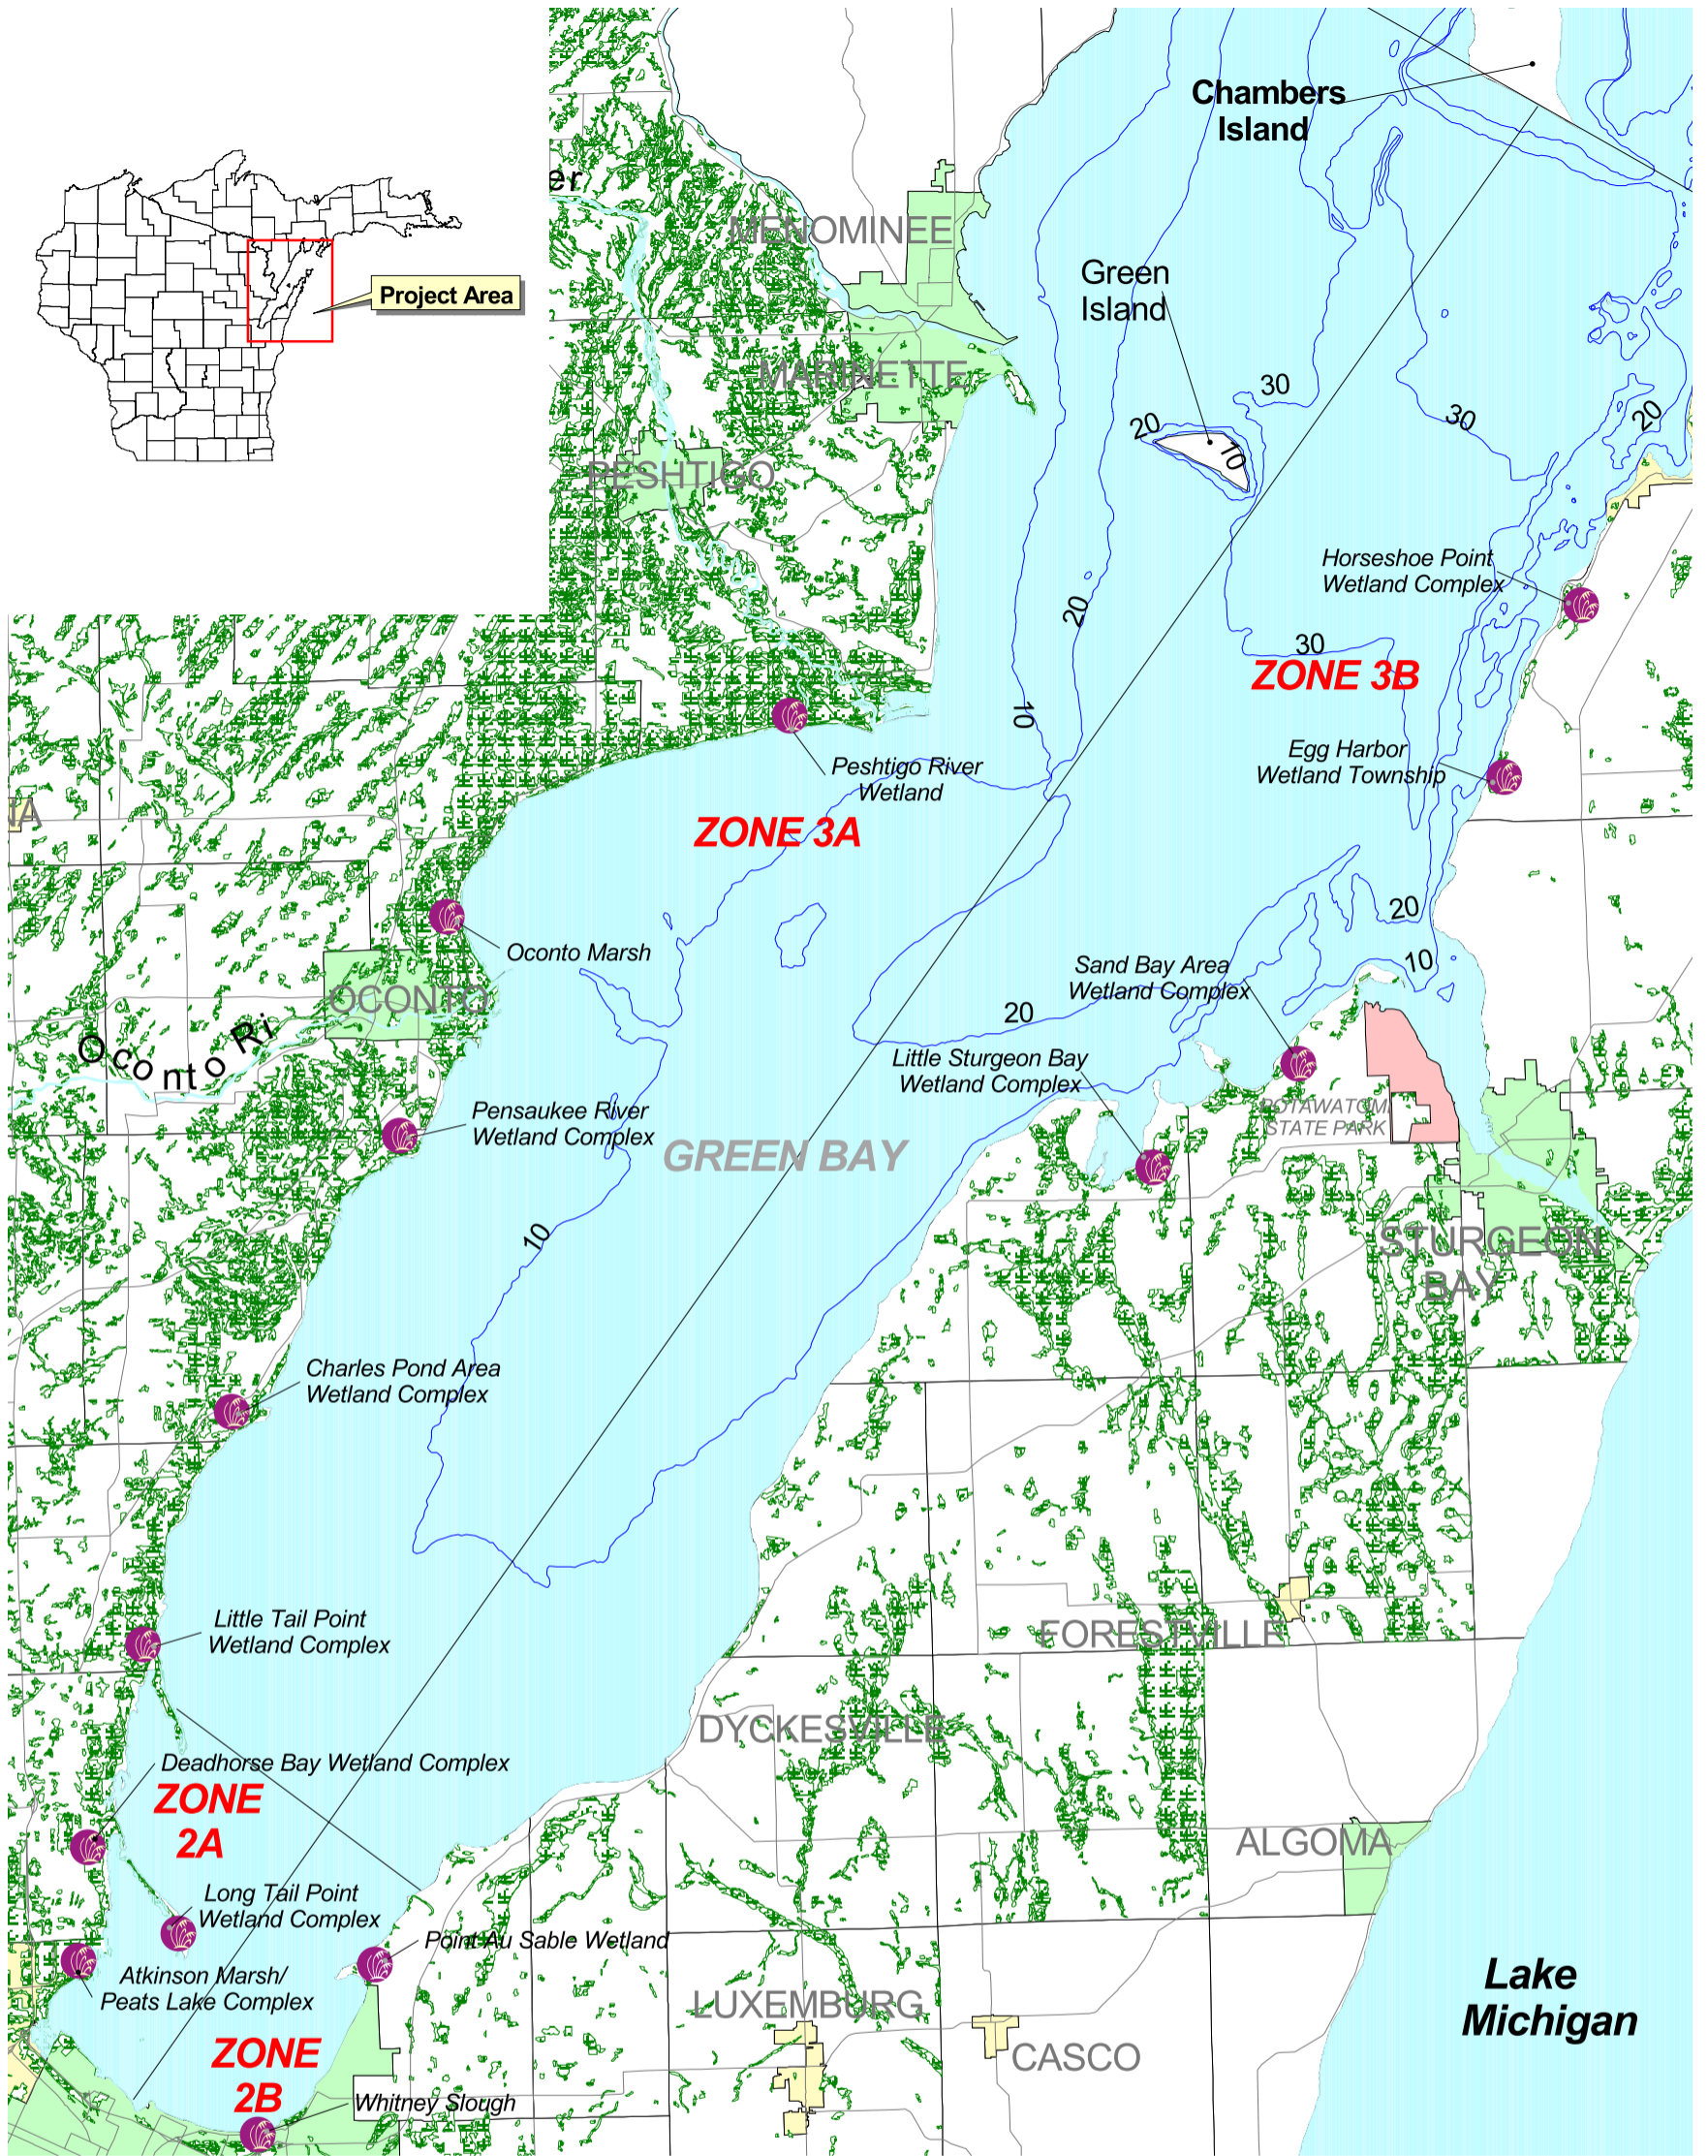 Chambers
Island
er
MENOMINEE
Green
Island
Project Area
MARINETTE
30
20
30
20
10
PESHTIGO
Horseshoe Point
Wetland Complex
20
30
ZONE 3B
10
Egg Harbor
Wetland Township
Peshtigo River
Wetland
ZONE 3A
20
Oconto Marsh
Sand Bay Area
Wetland Complex
10
OCONTO
20
Oconto Ri
Little Sturgeon Bay
Wetland Complex
Pensaukee River
Wetland Complex
POTAWATOMI
STATE PARK
GREEN BAY
10
STURGEON
BAY
Charles Pond Area
Wetland Complex
Little Tail Point
Wetland Complex
FORESTVILLE
DYCKESVILLE
Deadhorse Bay Wetland Complex
ZONE
2A
ALGOMA
Long Tail Point
Wetland Complex
Point Au Sable Wetland
Atkinson Marsh/
Peats Lake Complex
Lake
Michigan
LUXEMBURG
CASCO
ZONE
2B
Whitney Slough